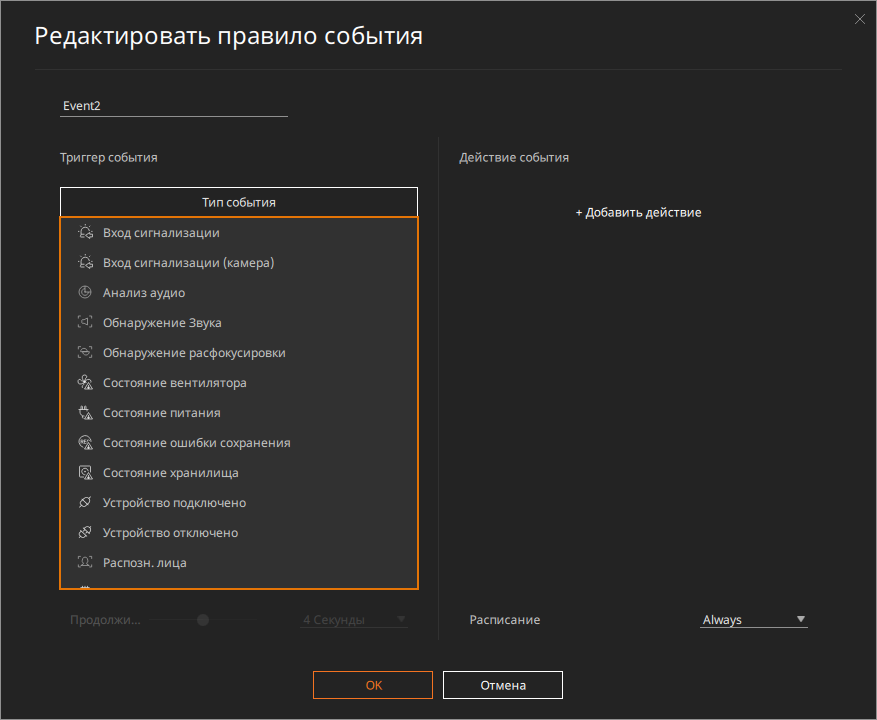 Редактировать правило события
Event2
Триггер события
Действие события
Тип события
+ Добавить действие
Вход сигнализации
Вход сигнализации (камера)
Анализ аудио
Обнаружение Звука
Обнаружение расфокусировки
Состояние вентилятора
Состояние питания
Состояние ошибки сохранения
Состояние хранилища
Устройство подключено
Устройство отключено
Распозн. лица
Продолжи...
4 Секунды
Расписание
Always
OK
Отмена